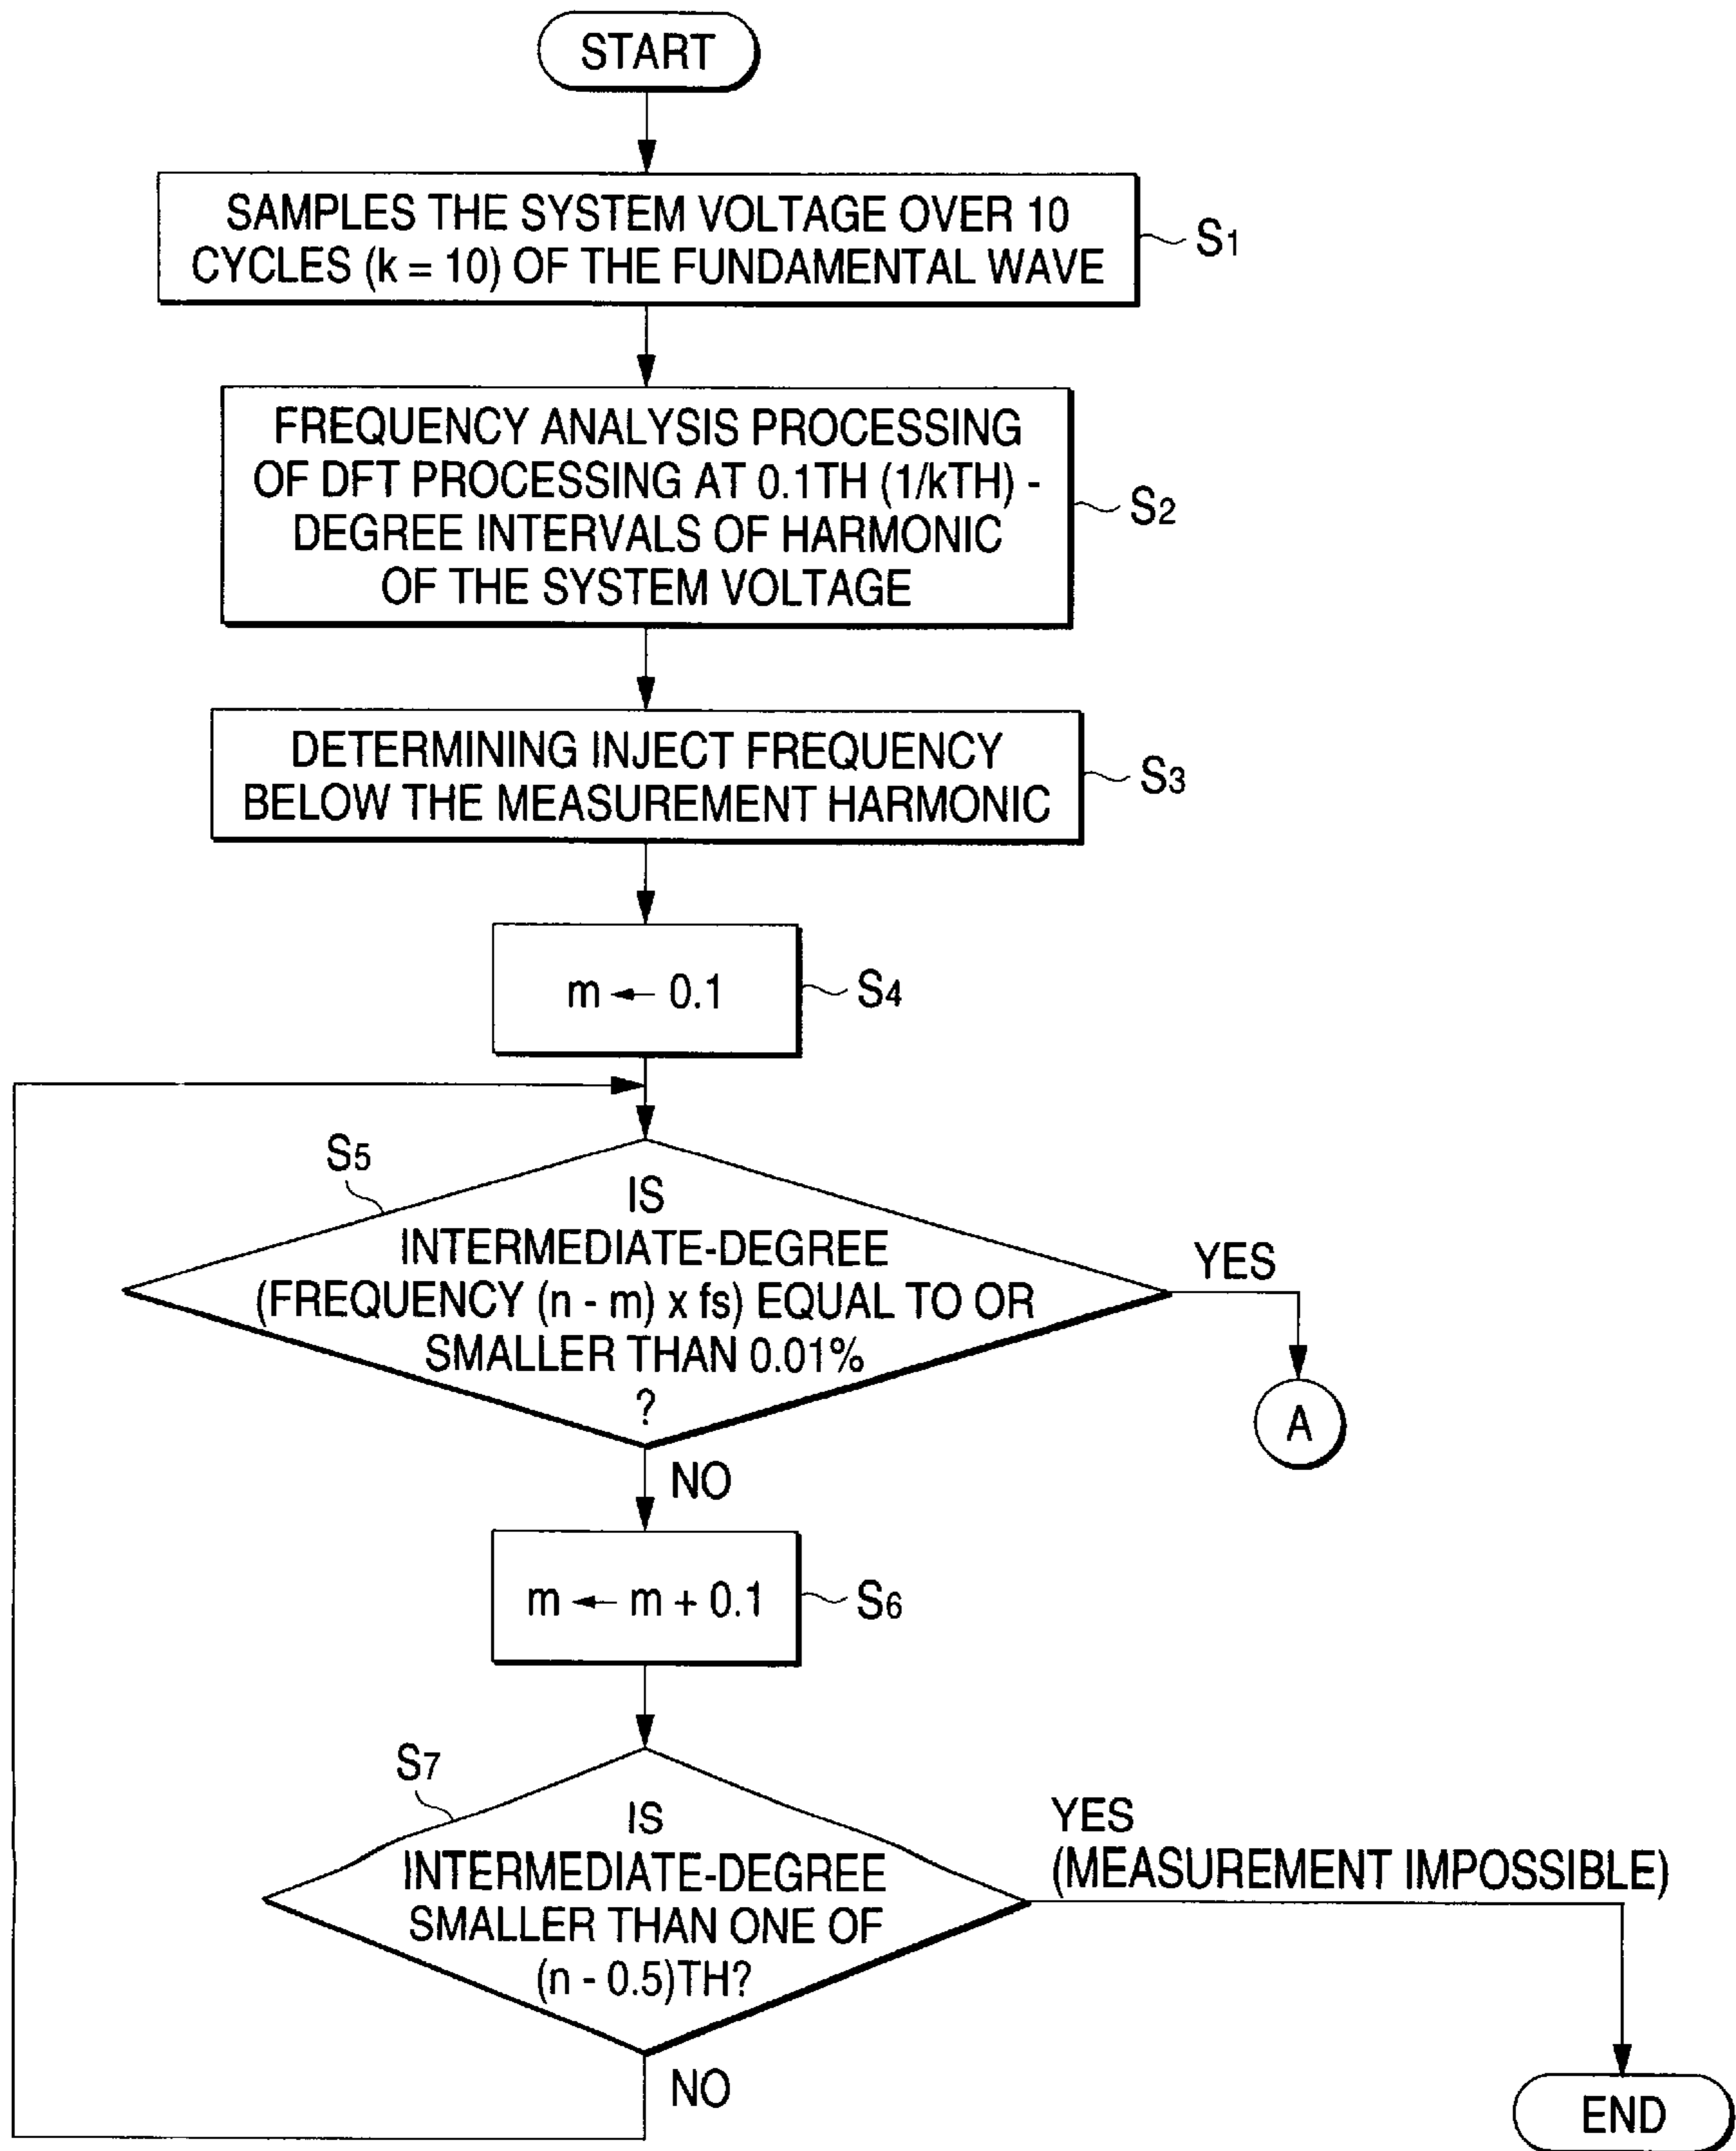 START
SAMPLES THE SYSTEM VOLTAGE OVER 10
CYCLES (k = 10) OF THE FUNDAMENTAL WAVE
S1
FREQUENCY ANALYSIS PROCESSING
OF DFT PROCESSING AT 0.1TH (1/kTH) -
DEGREE INTERVALS OF HARMONIC
OF THE SYSTEM VOLTAGE
S2
DETERMINING INJECT FREQUENCY
BELOW THE MEASUREMENT HARMONIC
S3
m ← 0.1
S4
S5
IS
INTERMEDIATE-DEGREE
(FREQUENCY (n - m) x fs) EQUAL TO OR
SMALLER THAN 0.01%
?
YES
A
NO
m ← m + 0.1
S6
S7
IS
INTERMEDIATE-DEGREE
SMALLER THAN ONE OF
(n - 0.5)TH?
YES
(MEASUREMENT IMPOSSIBLE)
NO
END